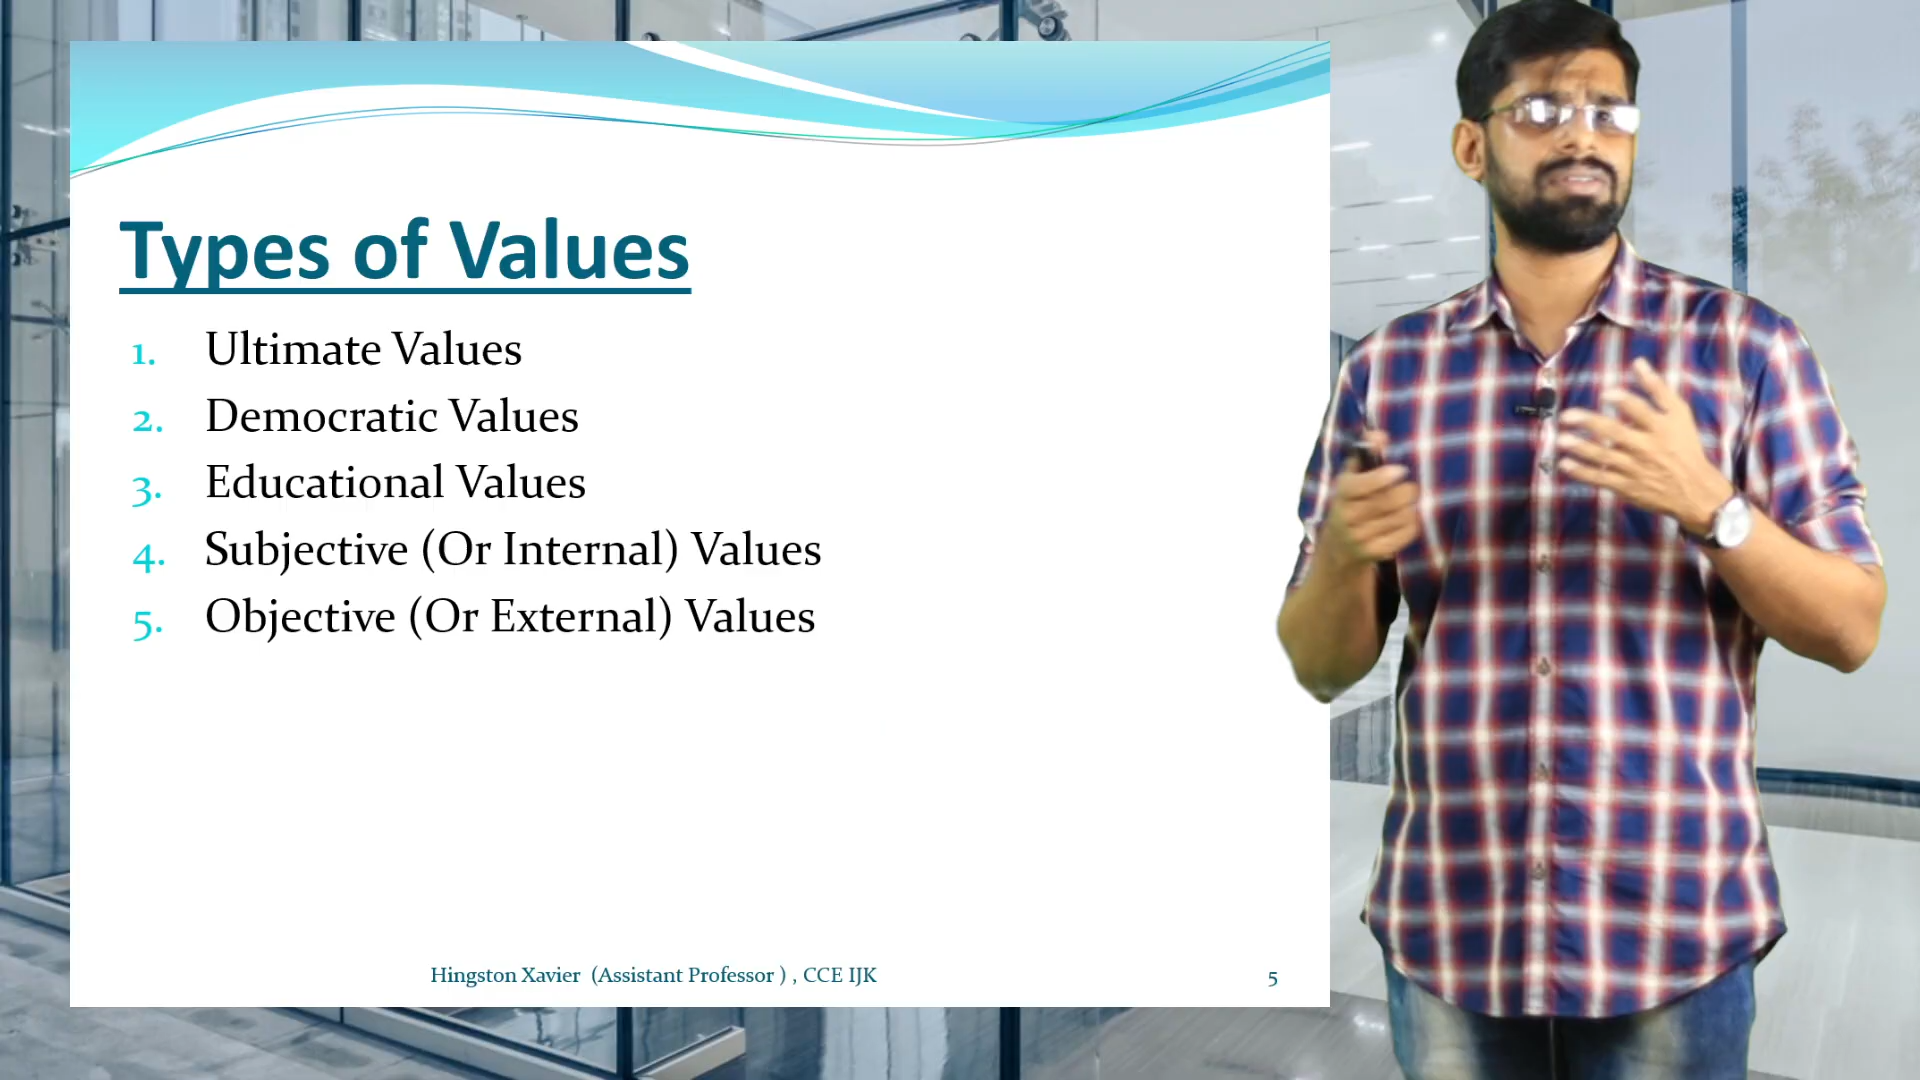 Types of Values
1. Ultimate Values
2. Democratic Values
3. Educational Values
4. Subjective (Or Internal) Values
5. Objective (Or External) Values
Hingston Xavier (Assistant Professor ) , CCE IJK
5